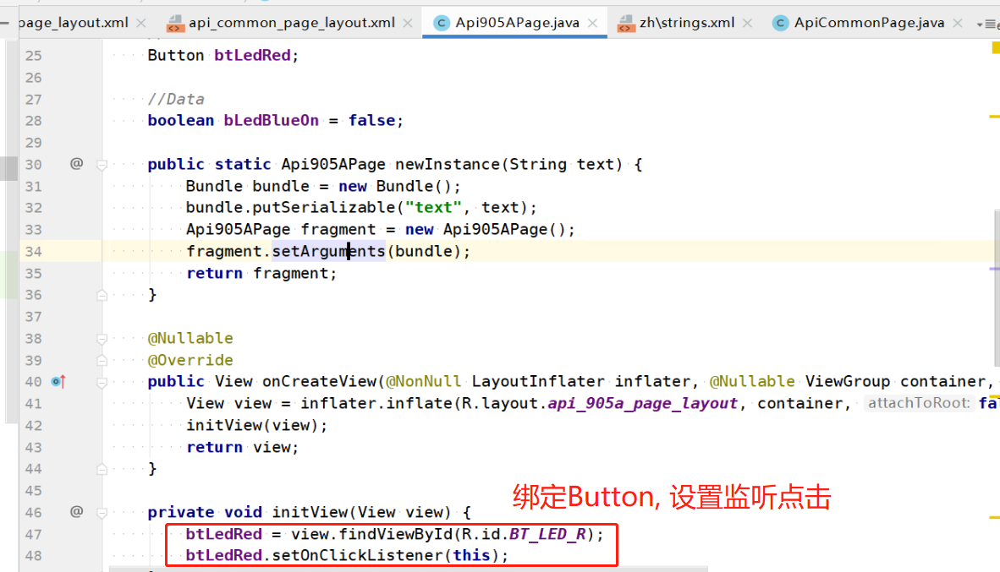 page_layout.xml api_common_page_layout.xml Api905APage.java zh\strings.xml ApiCommonPage.java
25 Button btLedRed;
26
27 //Data
28 boolean bLedBlueOn = false;
29
30 @ public static Api905APage newInstance(String text) {
31 Bundle bundle = new Bundle();
32 bundle.putSerializable("text", text);
33 Api905APage fragment = new Api905APage();
34 fragment.setArguments(bundle);
35 return fragment;
36 }
37
38 @Nullable
39 @Override
40 public View onCreateView(@NonNull LayoutInflater inflater, @Nullable ViewGroup container,
41 View view = inflater.inflate(R.layout.api_905a_page_layout, container, attachToRoot: fal
42 initView(view);
43 return view;
44 }
45
绑定Button, 设置监听点击
46 @ private void initView(View view) {
47 btLedRed = view.findViewById(R.id.BT_LED_R);
48 btLedRed.setOnClickListener(this);